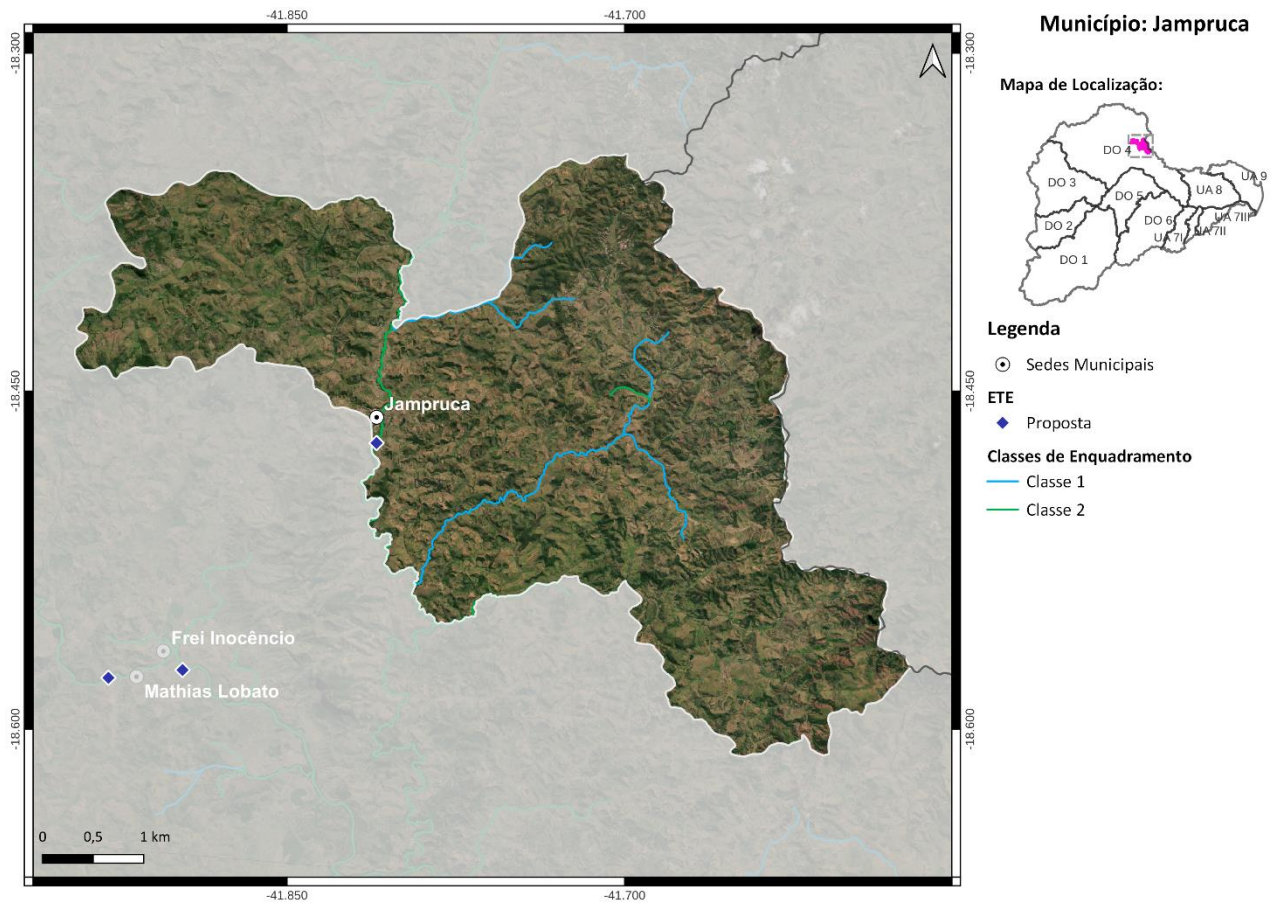 Município: Jampruca
-41.850
-41.700
-18.300
-18.300
Mapa de Localização:
DO 4
DO 3
DO 5
UA 8
UA 9
DO 2
DO 6
UA 7III
UA 7II
UA 7I
DO 1
Legenda
Sedes Municipais
ETE
Proposta
Classes de Enquadramento
Classe 1
Classe 2
-18.450
-18.450
Jampruca
Frei Inocêncio
Mathias Lobato
-18.600
-18.600
0 0,5 1 km
-41.850
-41.700